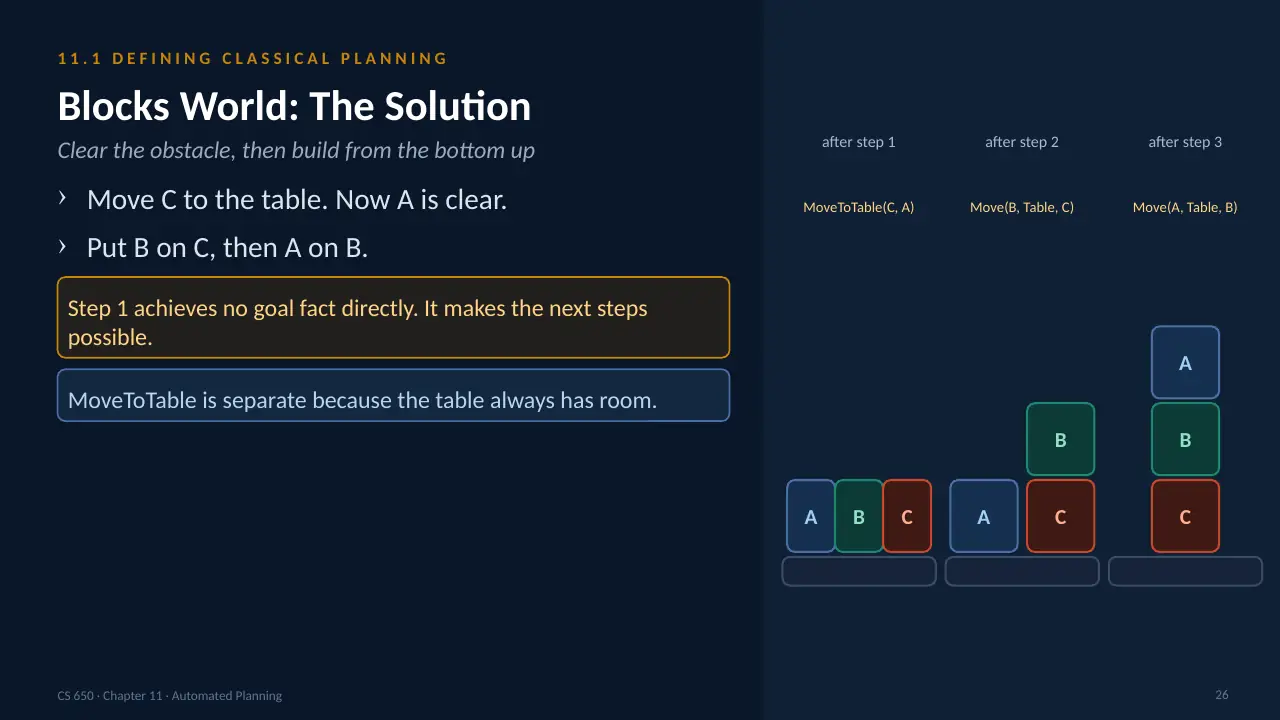 11.1 DEFINING CLASSICAL PLANNING
Blocks World: The Solution
Clear the obstacle, then build from the bottom up
› Move C to the table. Now A is clear.
› Put B on C, then A on B.
Step 1 achieves no goal fact directly. It makes the next steps
possible.
MoveToTable is separate because the table always has room.
after step 1
after step 2
after step 3
MoveToTable(C, A)
Move(B, Table, C)
Move(A, Table, B)
A
B
B
A
B
C
A
C
C
CS 650 · Chapter 11 · Automated Planning
26